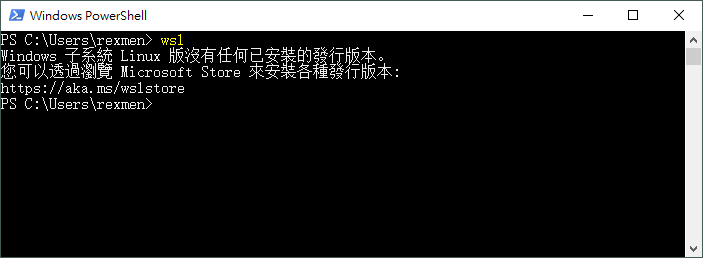 Windows PowerShell
PS C:\Users\rexmen> wsl
Windows 子系統 Linux 版沒有任何已安裝的發行版本。
您可以透過瀏覽 Microsoft Store 來安裝各種發行版本:
https://aka.ms/wslstore
PS C:\Users\rexmen>